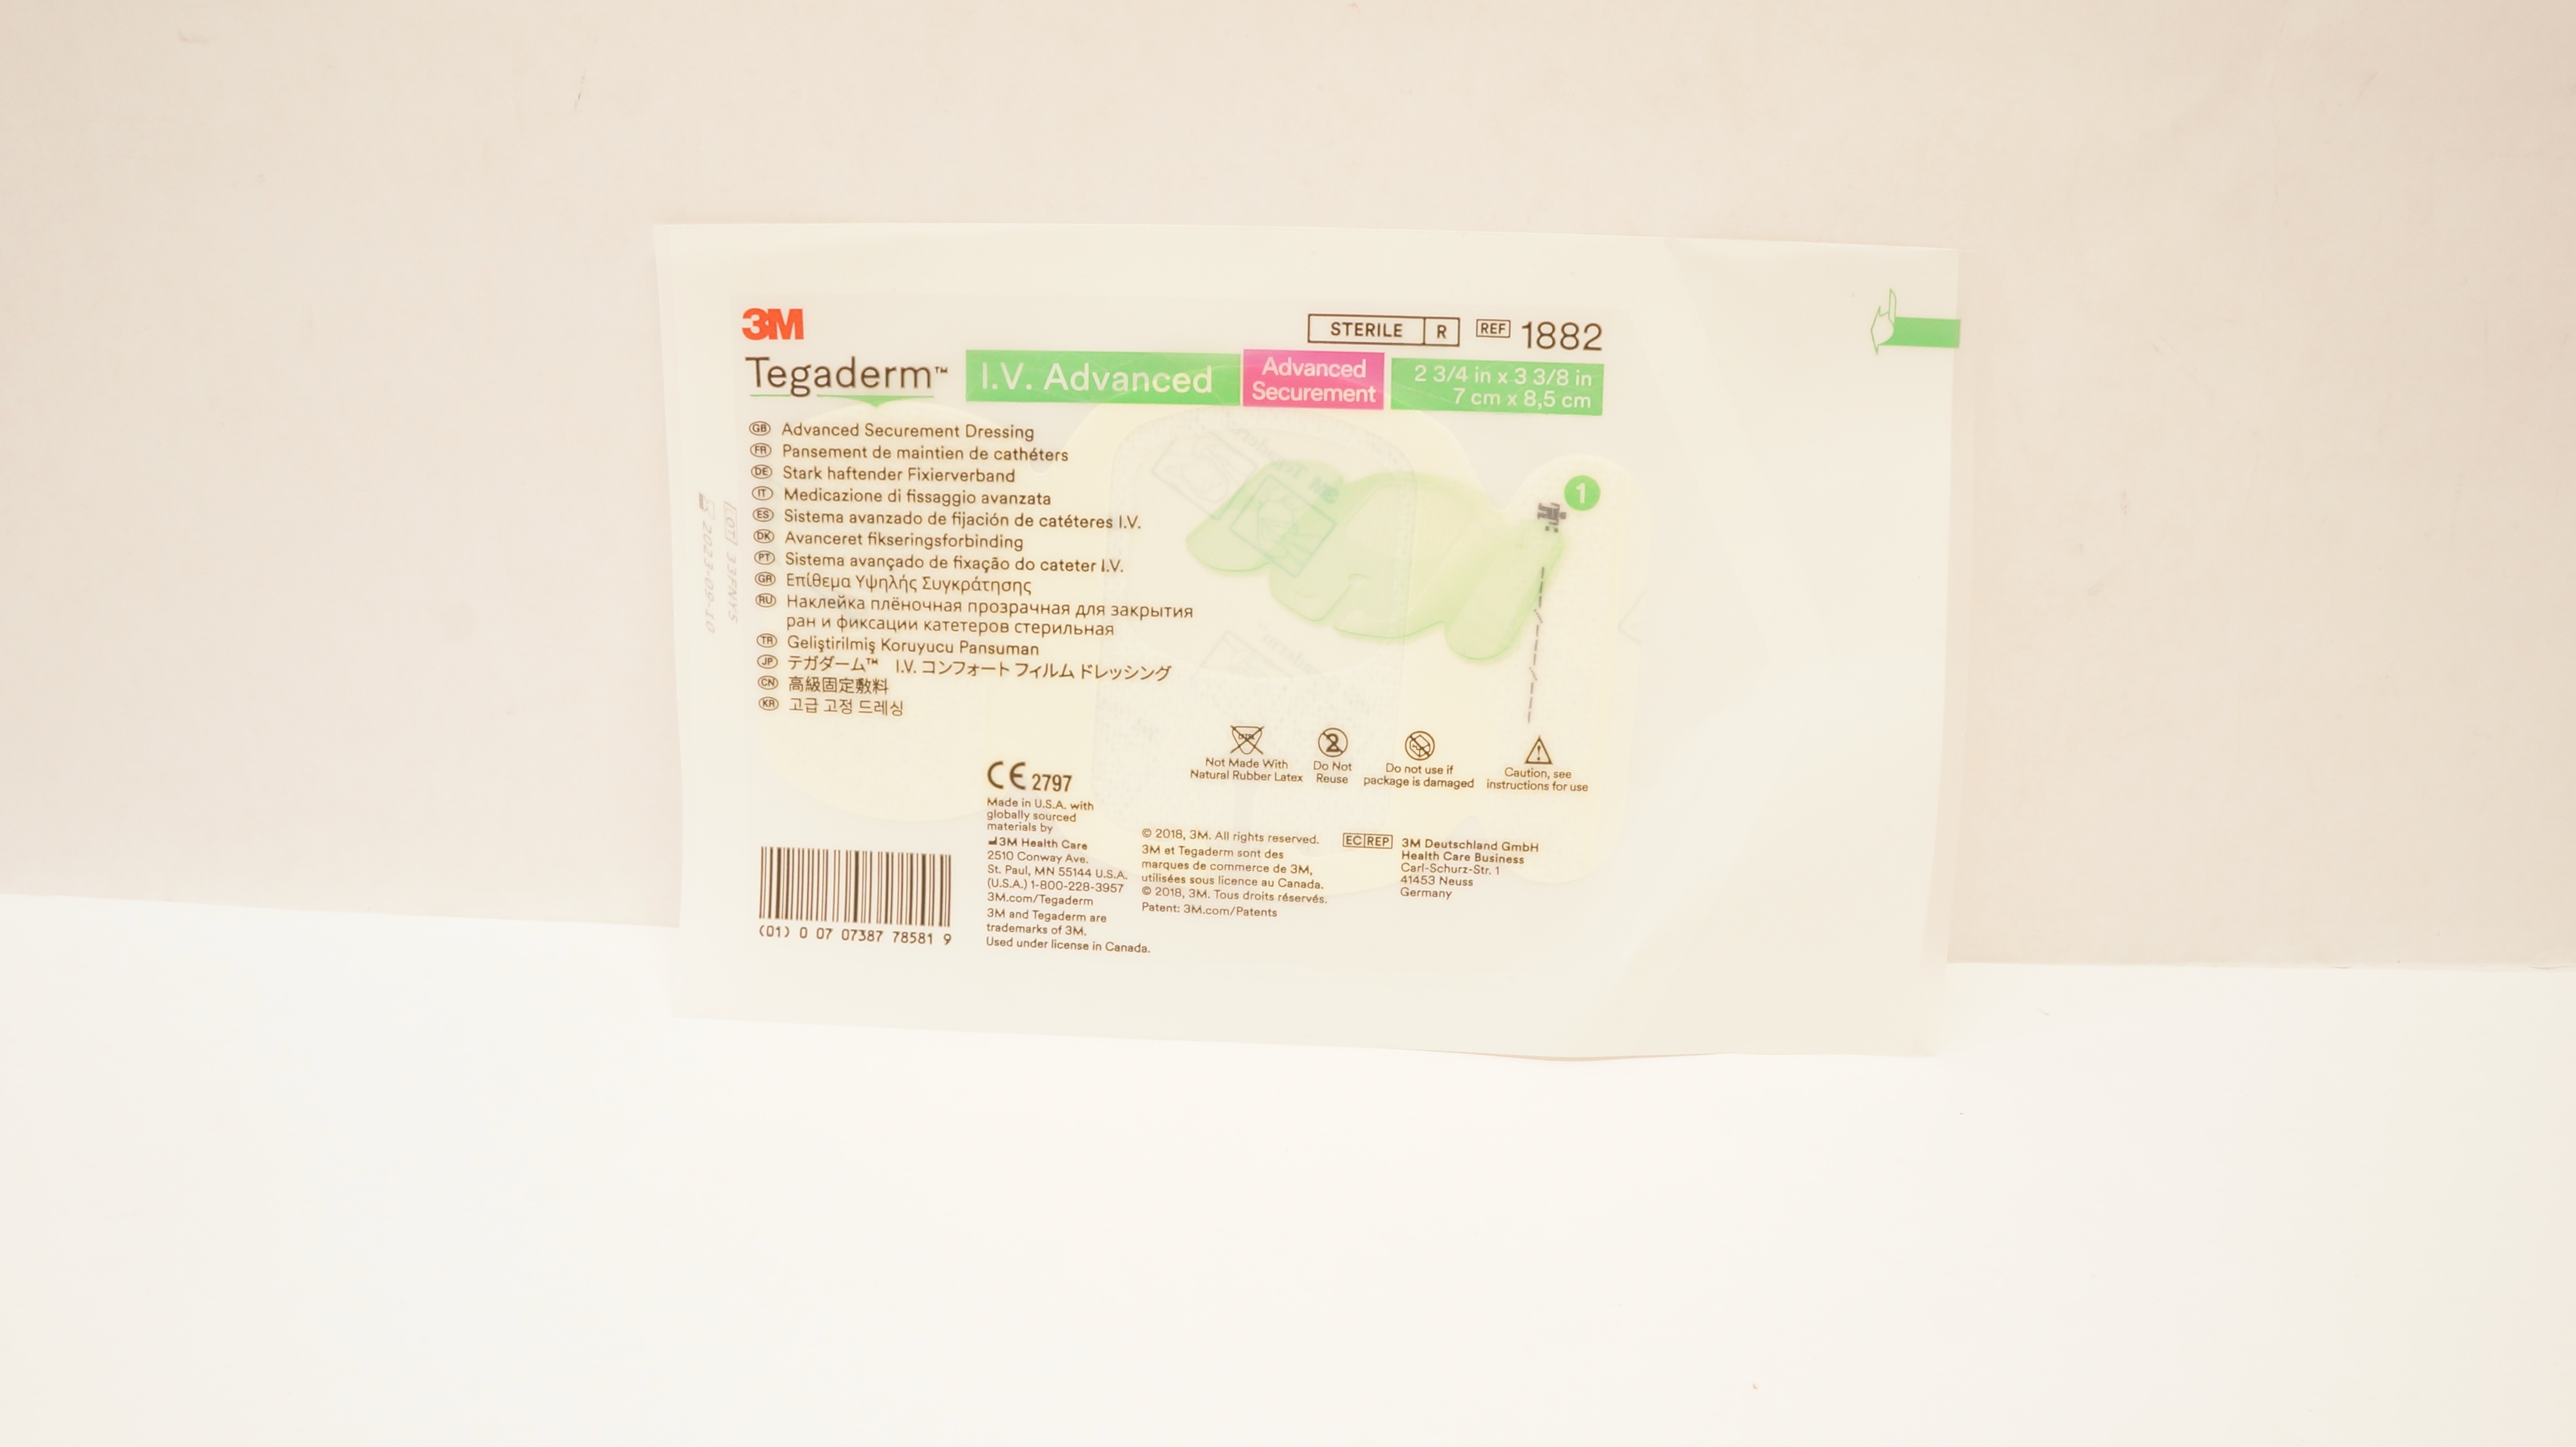 3M
STERILE R REF 1882
Tegaderm™ I.V. Advanced
Advanced
Securement
2 3/4 in x 3 3/8 in
7 cm x 8,5 cm
GB Advanced Securement Dressing
FR Pansement de maintien de cathéters
DE Stark haftender Fixierverband
IT Medicazione di fissaggio avanzata
ES Sistema avanzado de fijación de catéteres I.V.
DK Avanceret fikseringsforbinding
PT Sistema avançado de fixação do cateter I.V.
GR Επίθεμα Υψηλής Συγκράτησης
RU Наклейка плёночная прозрачная для закрытия
ран и фиксации катетеров стерильная
TR Geliştirilmiş Koruyucu Pansuman
JP テガダーム™ I.V. コンフォート フィルム ドレッシング
CN 高級固定敷料
KR 고급 고정 드레싱
1
LOT 33FNY5
2023-09-10
Not Made With
Natural Rubber Latex
2
Do Not
Reuse
Do not use if
package is damaged
Caution, see
instructions for use
CE 2797
Made in U.S.A. with
globally sourced
materials by
3M Health Care
2510 Conway Ave.
St. Paul, MN 55144 U.S.A.
(U.S.A.) 1-800-228-3957
3M.com/Tegaderm
3M and Tegaderm are
trademarks of 3M.
Used under license in Canada.
© 2018, 3M. All rights reserved.
3M et Tegaderm sont des
marques de commerce de 3M,
utilisées sous licence au Canada.
© 2018, 3M. Tous droits réservés.
Patent: 3M.com/Patents
EC REP
3M Deutschland GmbH
Health Care Business
Carl-Schurz-Str. 1
41453 Neuss
Germany
(01) 0 07 07387 78581 9